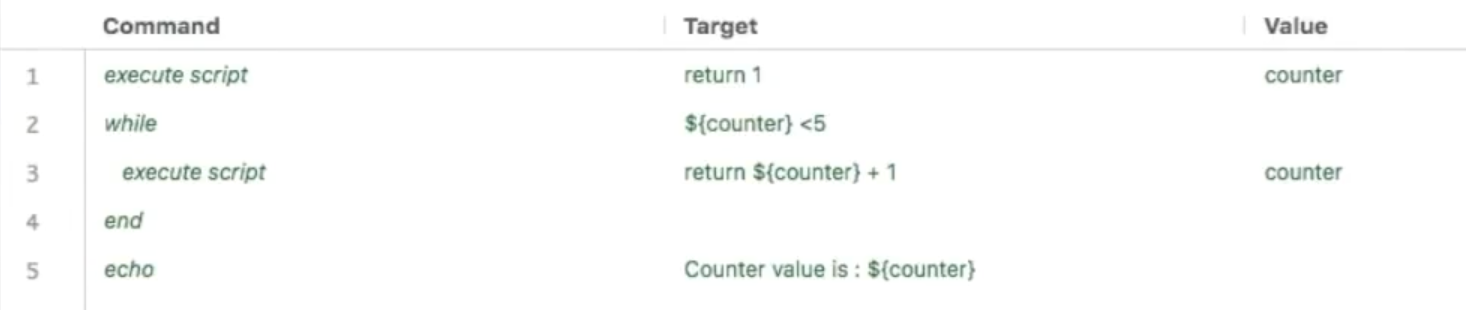 Command Target Value
1 execute script return 1 counter
2 while ${counter} <5
3 execute script return ${counter} + 1 counter
4 end
5 echo Counter value is : ${counter}